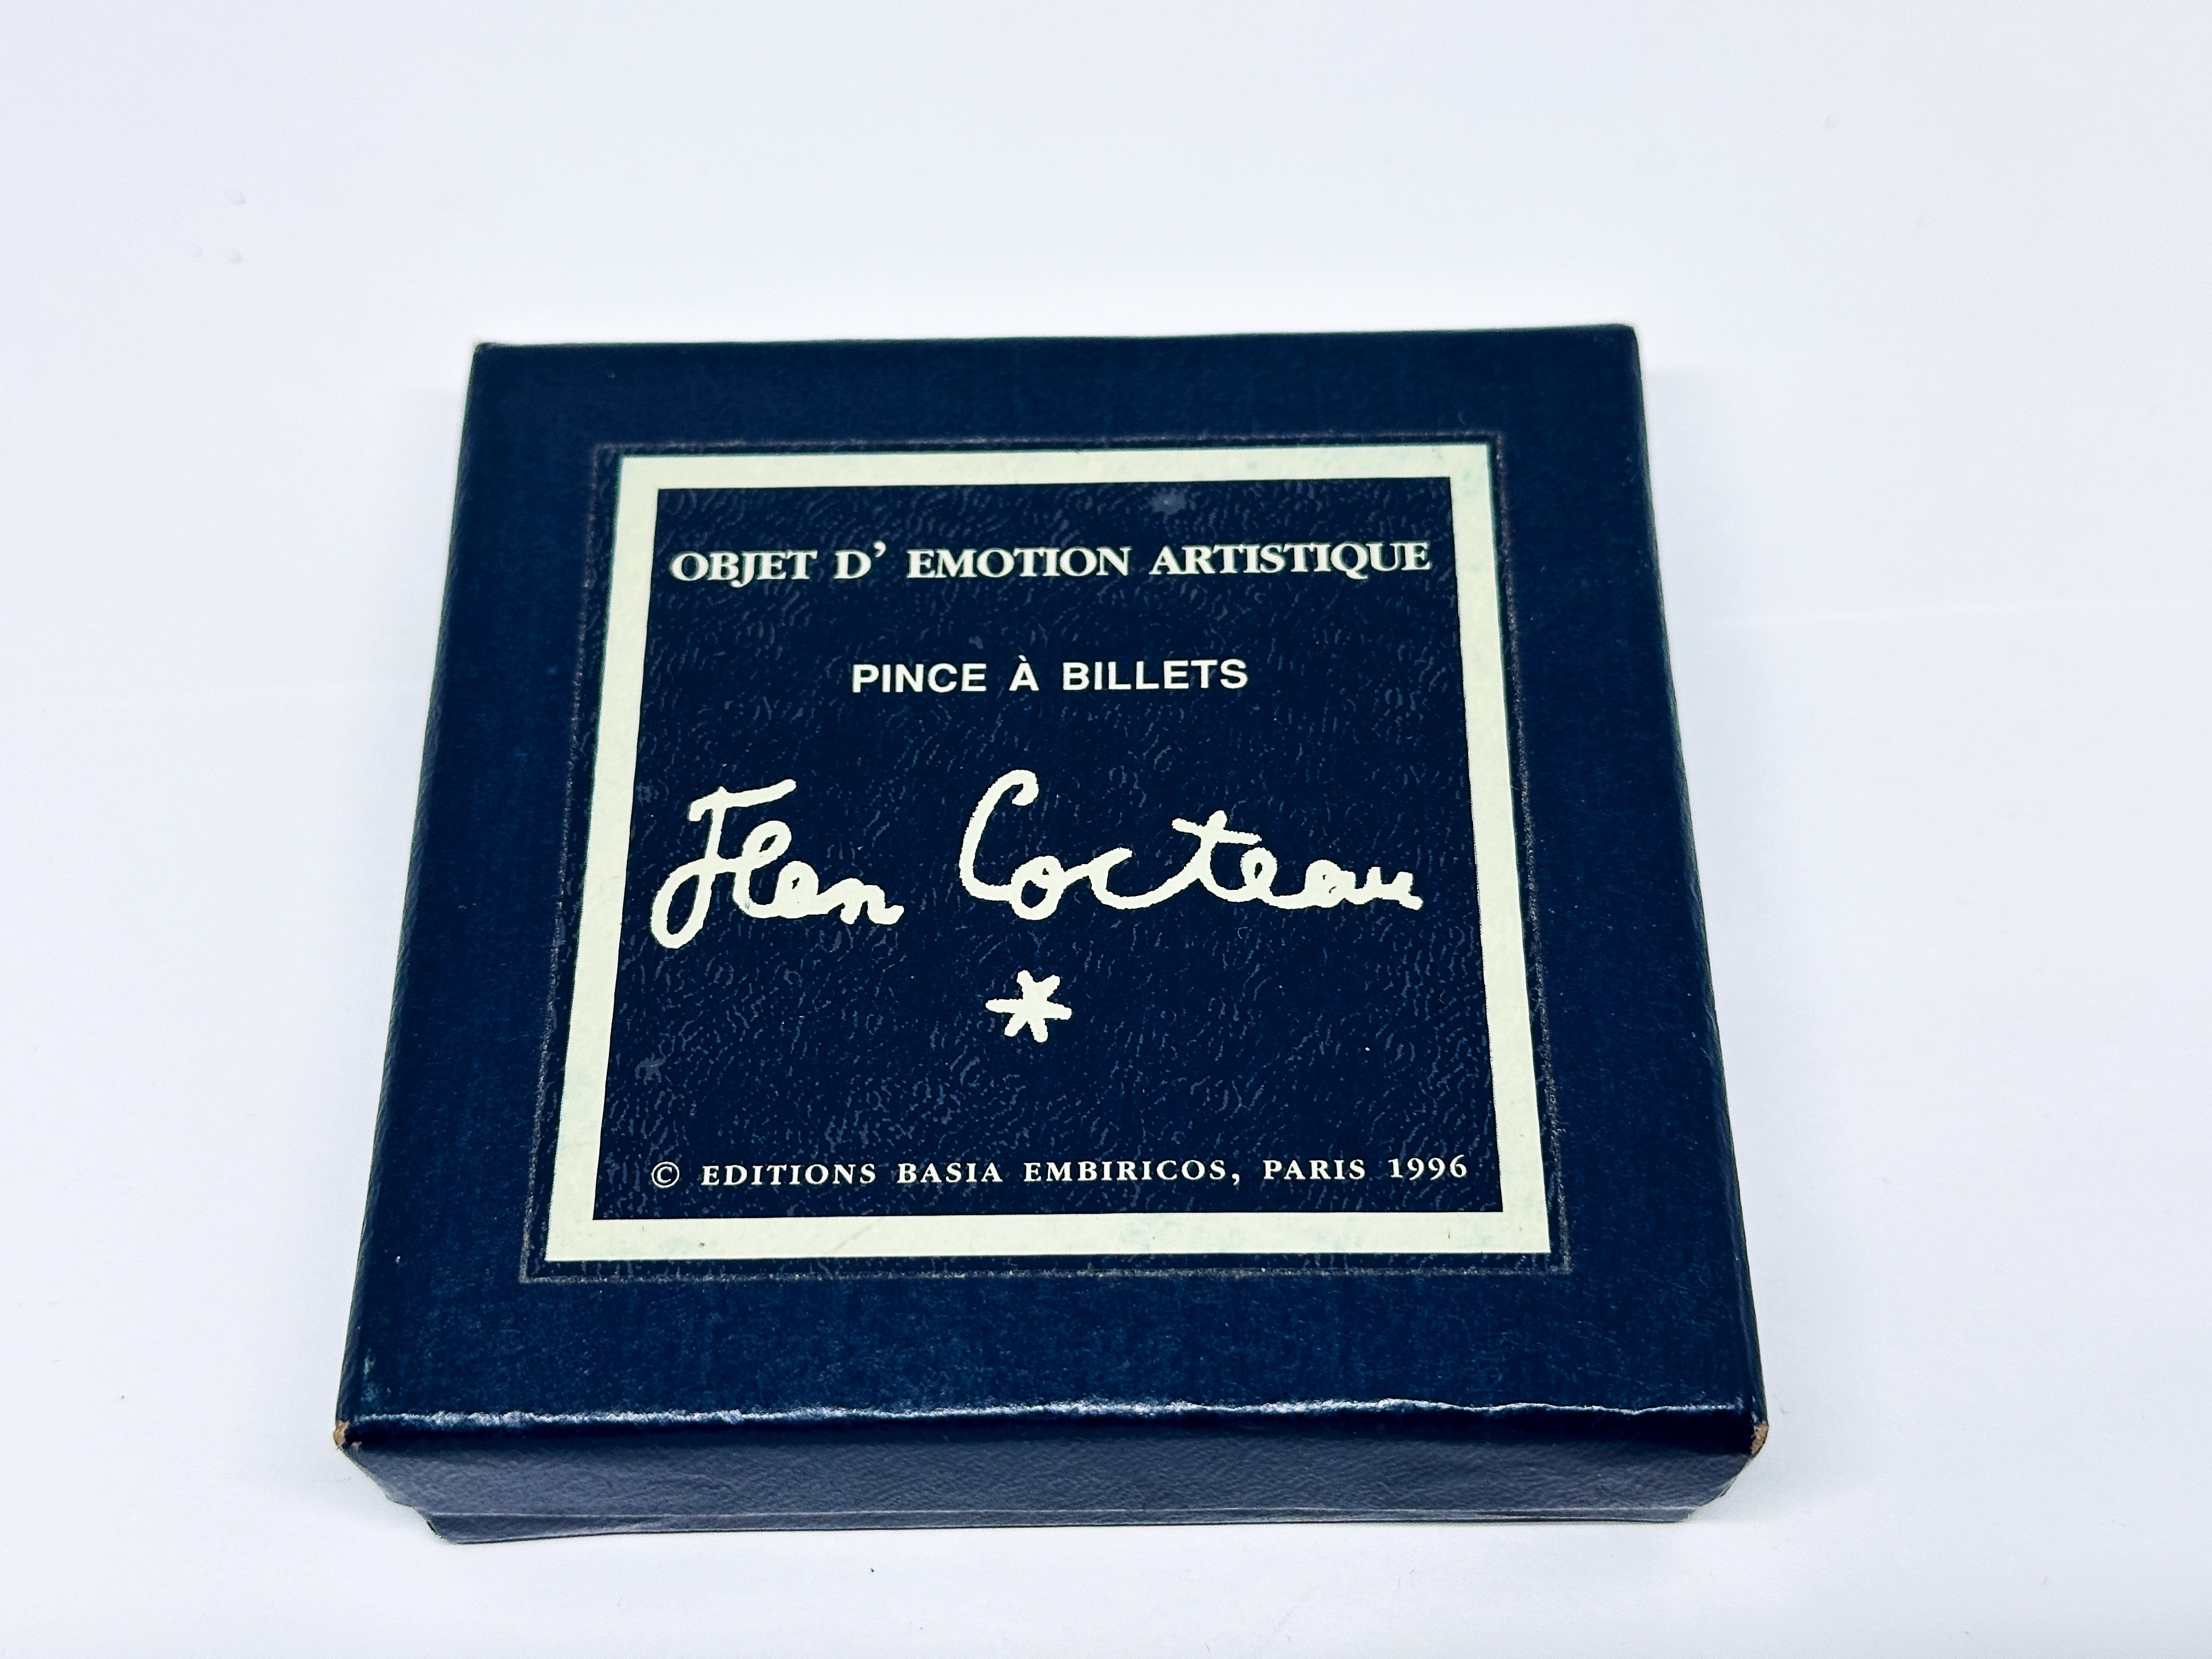 OBJET D' EMOTION ARTISTIQUE
PINCE À BILLETS
Jean Cocteau
*
© EDITIONS BASIA EMBIRICOS, PARIS 1996